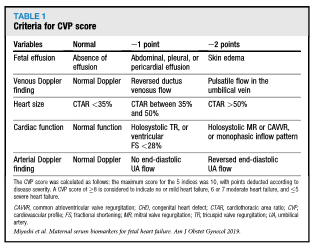 TABLE 1
Criteria for CVP score
Variables Normal −1 point −2 points
Fetal effusion Absence of effusion Abdominal, pleural, or pericardial effusion Skin edema
Venous Doppler finding Normal Doppler Reversed ductus venosus flow Pulsatile flow in the umbilical vein
Heart size CTAR <35% CTAR between 35% and 50% CTAR >50%
Cardiac function Normal function Holosystolic TR, or ventricular FS <28% Holosystolic MR or CAVVR, or monophasic inflow pattern
Arterial Doppler finding Normal Doppler No end-diastolic UA flow Reversed end-diastolic UA flow
The CVP score was calculated as follows: the maximum score for the 5 indices was 10, with points deducted according to
disease severity. A CVP score of ≥8 is considered to indicate no or mild heart failure, 6 or 7 moderate heart failure, and ≤5
severe heart failure.
CAVVR, common atrioventricular valve regurgitation; CHD, congenital heart defect; CTAR, cardiothoracic area ratio; CVP,
cardiovascular profile; FS, fractional shortening; MR, mitral valve regurgitation; TR, tricuspid valve regurgitation; UA, umbilical
artery.
Miyoshi et al. Maternal serum biomarkers for fetal heart failure. Am J Obstet Gynecol 2019.